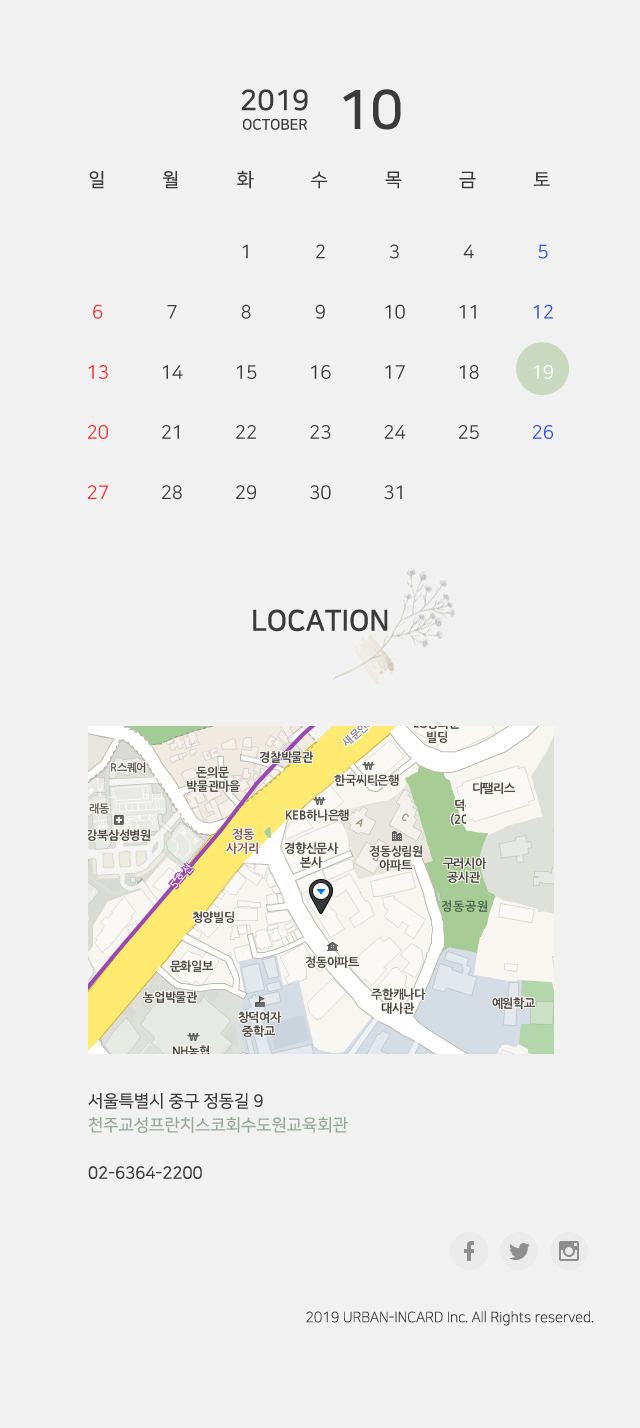 2019
OCTOBER
10
일 월 화 수 목 금 토
1 2 3 4 5
6 7 8 9 10 11 12
13 14 15 16 17 18 19
20 21 22 23 24 25 26
27 28 29 30 31
LOCATION
빌딩
새문안
경찰박물관
R스퀘어
돈의문
박물관마을
한국씨티은행
디팰리스
덕
(20
래동
강북삼성병원
KEB하나은행
A
C
정동
사거리
경향신문사
본사
정동상림원
아파트
구러시아
공사관
5호선
정동공원
청양빌딩
정동아파트
문화일보
농업박물관
창덕여자
중학교
주한캐나다
대사관
예원학교
NH농협
서울특별시 중구 정동길 9
천주교성프란치스코회수도원교육회관
02-6364-2200
2019 URBAN-INCARD Inc. All Rights reserved.